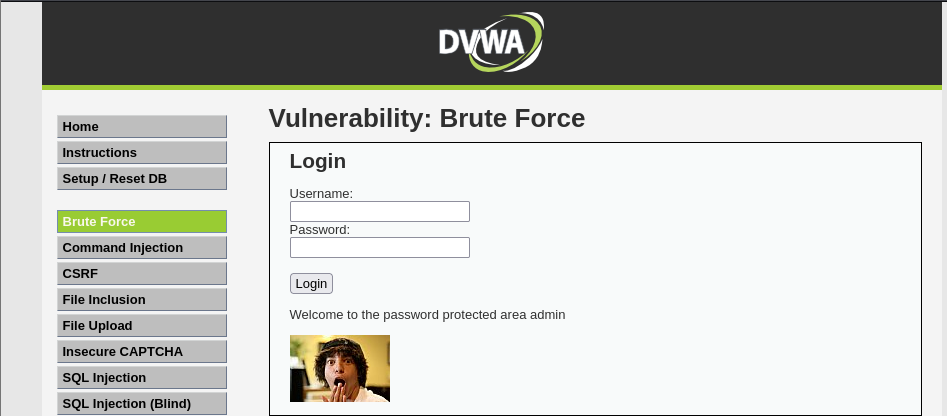 DVWA
Home
Instructions
Setup / Reset DB
Brute Force
Command Injection
CSRF
File Inclusion
File Upload
Insecure CAPTCHA
SQL Injection
SQL Injection (Blind)
Vulnerability: Brute Force
Login
Username:
Password:
Login
Welcome to the password protected area admin